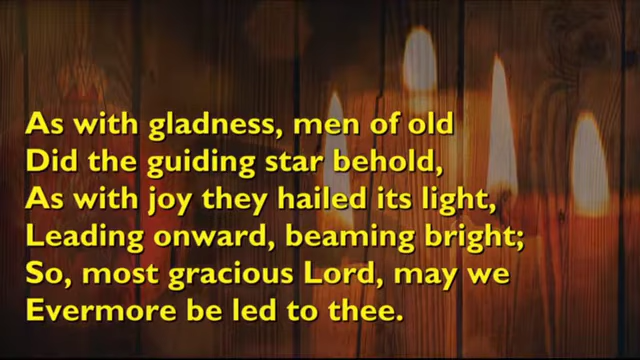 As with gladness, men of old
Did the guiding star behold,
As with joy they hailed its light,
Leading onward, beaming bright;
So, most gracious Lord, may we
Evermore be led to thee.